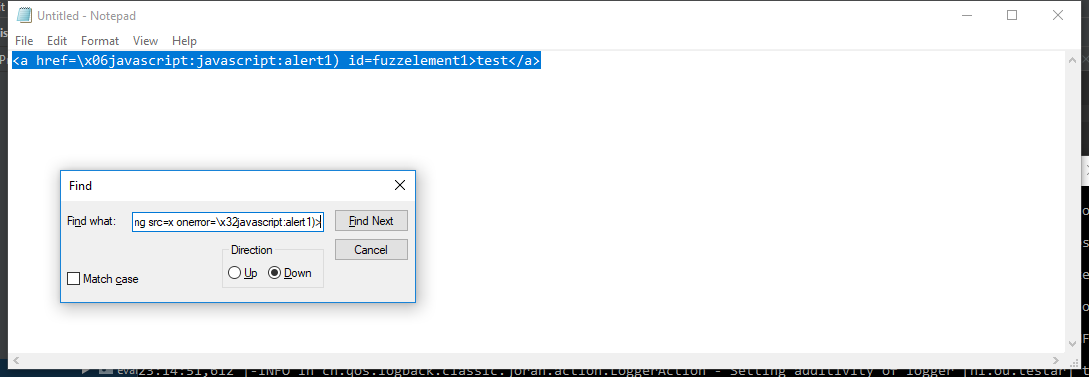 Untitled - Notepad
File Edit Format View Help
<a href=\x06javascript:javascript:alert1) id=fuzzelement1>test</a>
Find
Find what: ng src=x onerror=\x32javascript:alert1)>
Find Next
Cancel
Direction
Up Down
Match case
23:14:51,612 |-INFO in ch.qos.logback.classic.joran.action.LoggerAction - Setting additivity of logger [nl.ou.testar] t